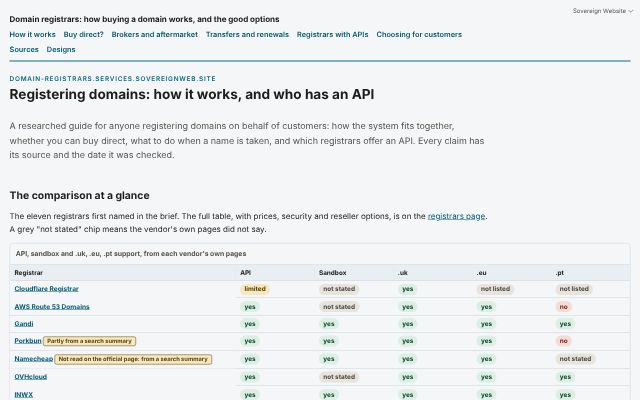 Sovereign Website
Domain registrars: how buying a domain works, and the good options
How it works Buy direct? Brokers and aftermarket Transfers and renewals Registrars with APIs Choosing for customers
Sources Designs
DOMAIN-REGISTRARS.SERVICES.SOVEREIGNWEB.SITE
Registering domains: how it works, and who has an API
A researched guide for anyone registering domains on behalf of customers: how the system fits together,
whether you can buy direct, what to do when a name is taken, and which registrars offer an API. Every claim has
its source and the date it was checked.
The comparison at a glance
The eleven registrars first named in the brief. The full table, with prices, security and reseller options, is on the registrars page.
A grey "not stated" chip means the vendor's own pages did not say.
API, sandbox and .uk, .eu, .pt support, from each vendor's own pages
Registrar API Sandbox .uk .eu .pt
Cloudflare Registrar limited not stated yes not listed not listed
AWS Route 53 Domains yes not stated yes yes no
Gandi yes yes yes yes yes
Porkbun Partly from a search summary yes yes yes yes no
Namecheap Not read on the official page: from a search summary yes yes yes yes not stated
OVHcloud yes not stated yes yes yes
INWX yes yes yes yes yes